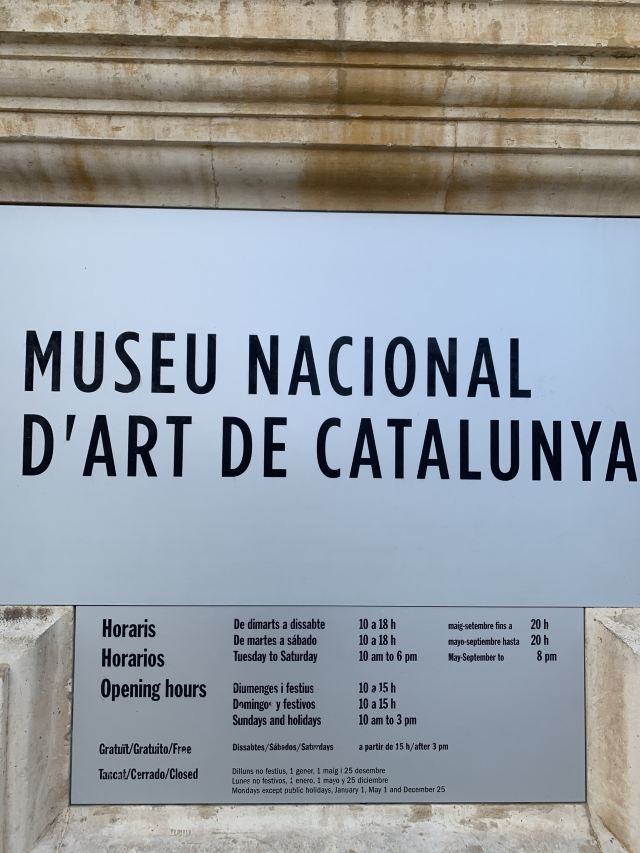 MUSEU NACIONAL
D'ART DE CATALUNYA
Horaris
Horarios
Opening hours
De dimarts a dissabte 10 a 18 h maig-setembre fins a 20 h
De martes a sábado 10 a 18 h mayo-septiembre hasta 20 h
Tuesday to Saturday 10 am to 6 pm May-September to 8 pm
Diumenges i festius 10 a 15 h
Domingos y festivos 10 a 15 h
Sundays and holidays 10 am to 3 pm
Gratuït/Gratuito/Free Dissabtes/Sábados/Saturdays a partir de 15 h/after 3 pm
Tancat/Cerrado/Closed Dilluns no festius, 1 gener, 1 maig i 25 desembre
Lunes no festivos, 1 enero, 1 mayo y 25 diciembre
Mondays except public holidays, January 1, May 1 and December 25